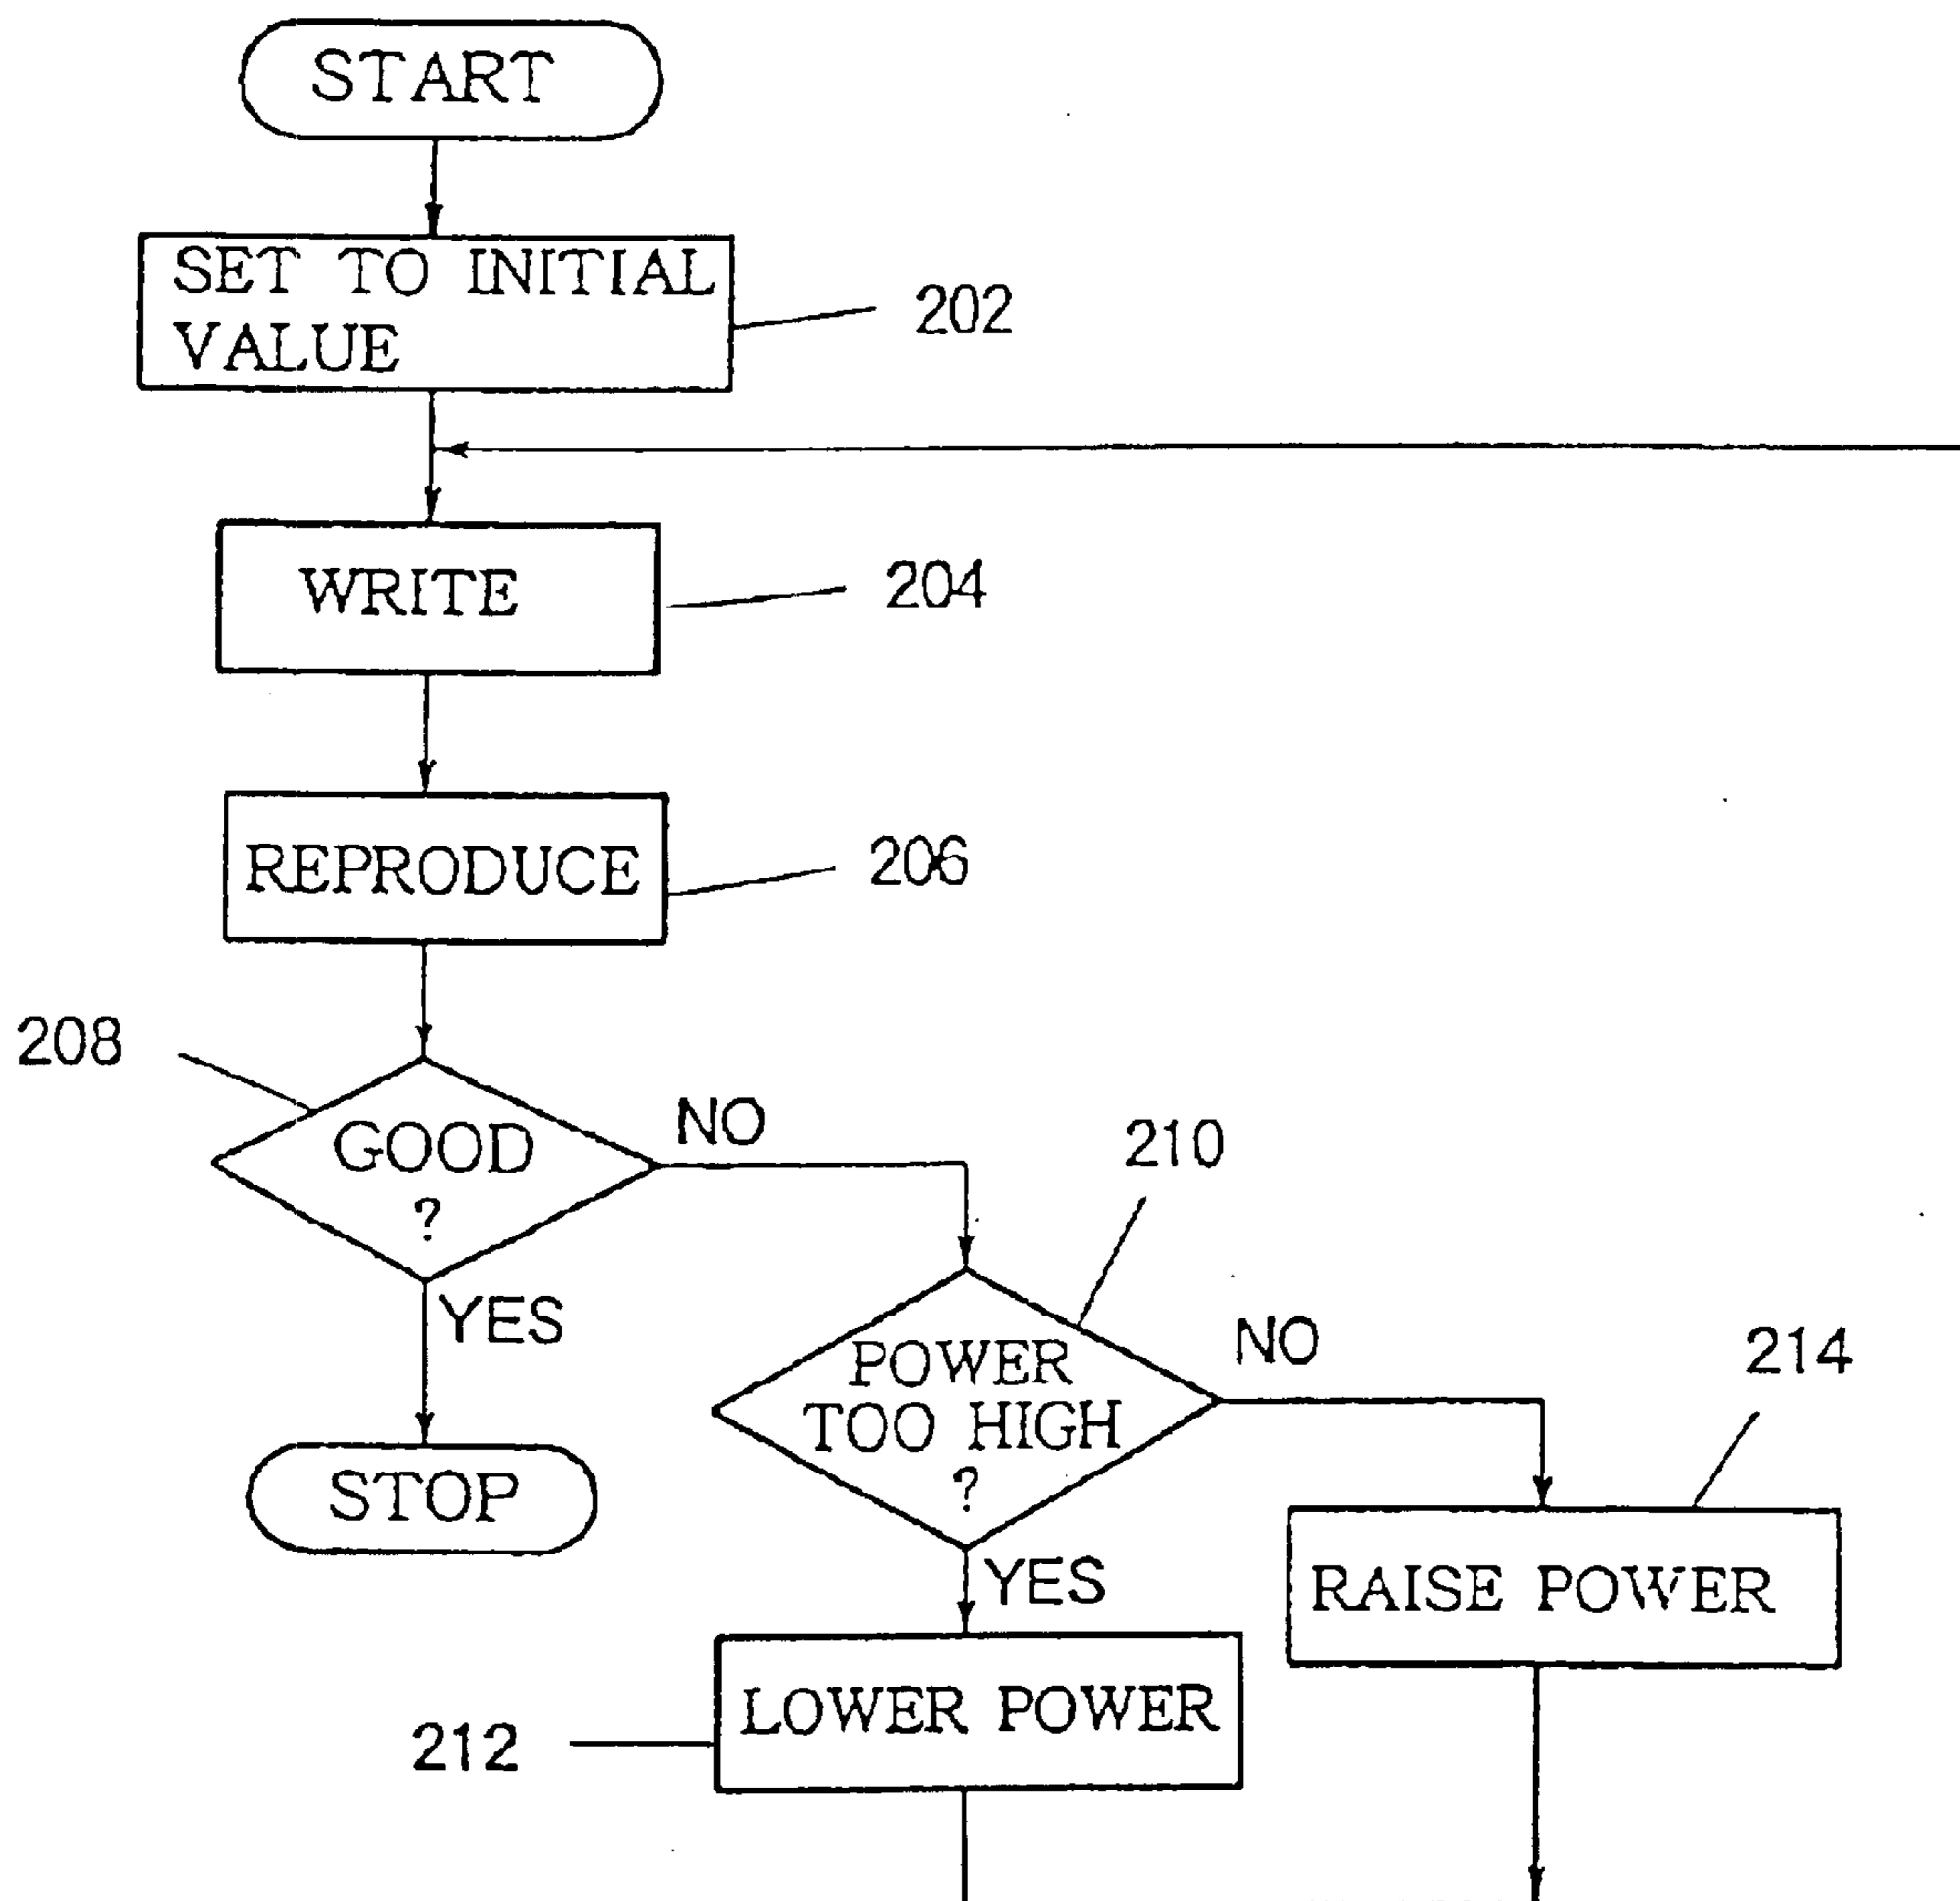 START
SET TO INITIAL
VALUE
202
WRITE
204
REPRODUCE
206
208
GOOD
?
NO
YES
STOP
210
POWER
TOO HIGH
?
NO
YES
214
RAISE POWER
LOWER POWER
212